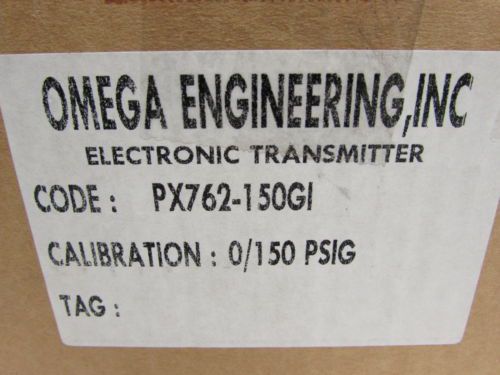 OMEGA ENGINEERING,INC
ELECTRONIC TRANSMITTER
CODE : PX762-150GI
CALIBRATION : 0/150 PSIG
TAG :